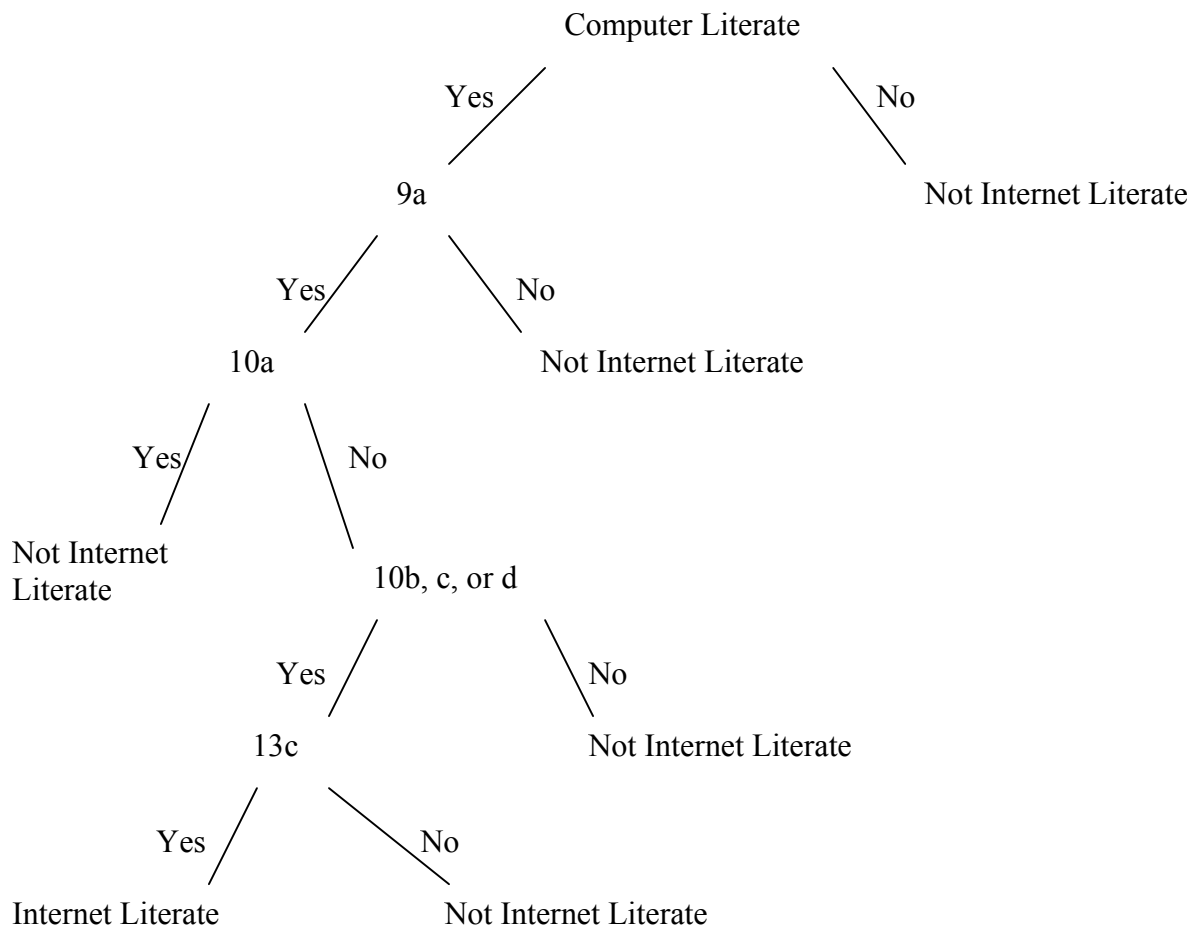 Computer Literate
Yes
No
9a
Not Internet Literate
Yes
No
10a
Not Internet Literate
Yes
No
Not Internet
Literate
10b, c, or d
Yes
No
13c
Not Internet Literate
Yes
No
Internet Literate
Not Internet Literate